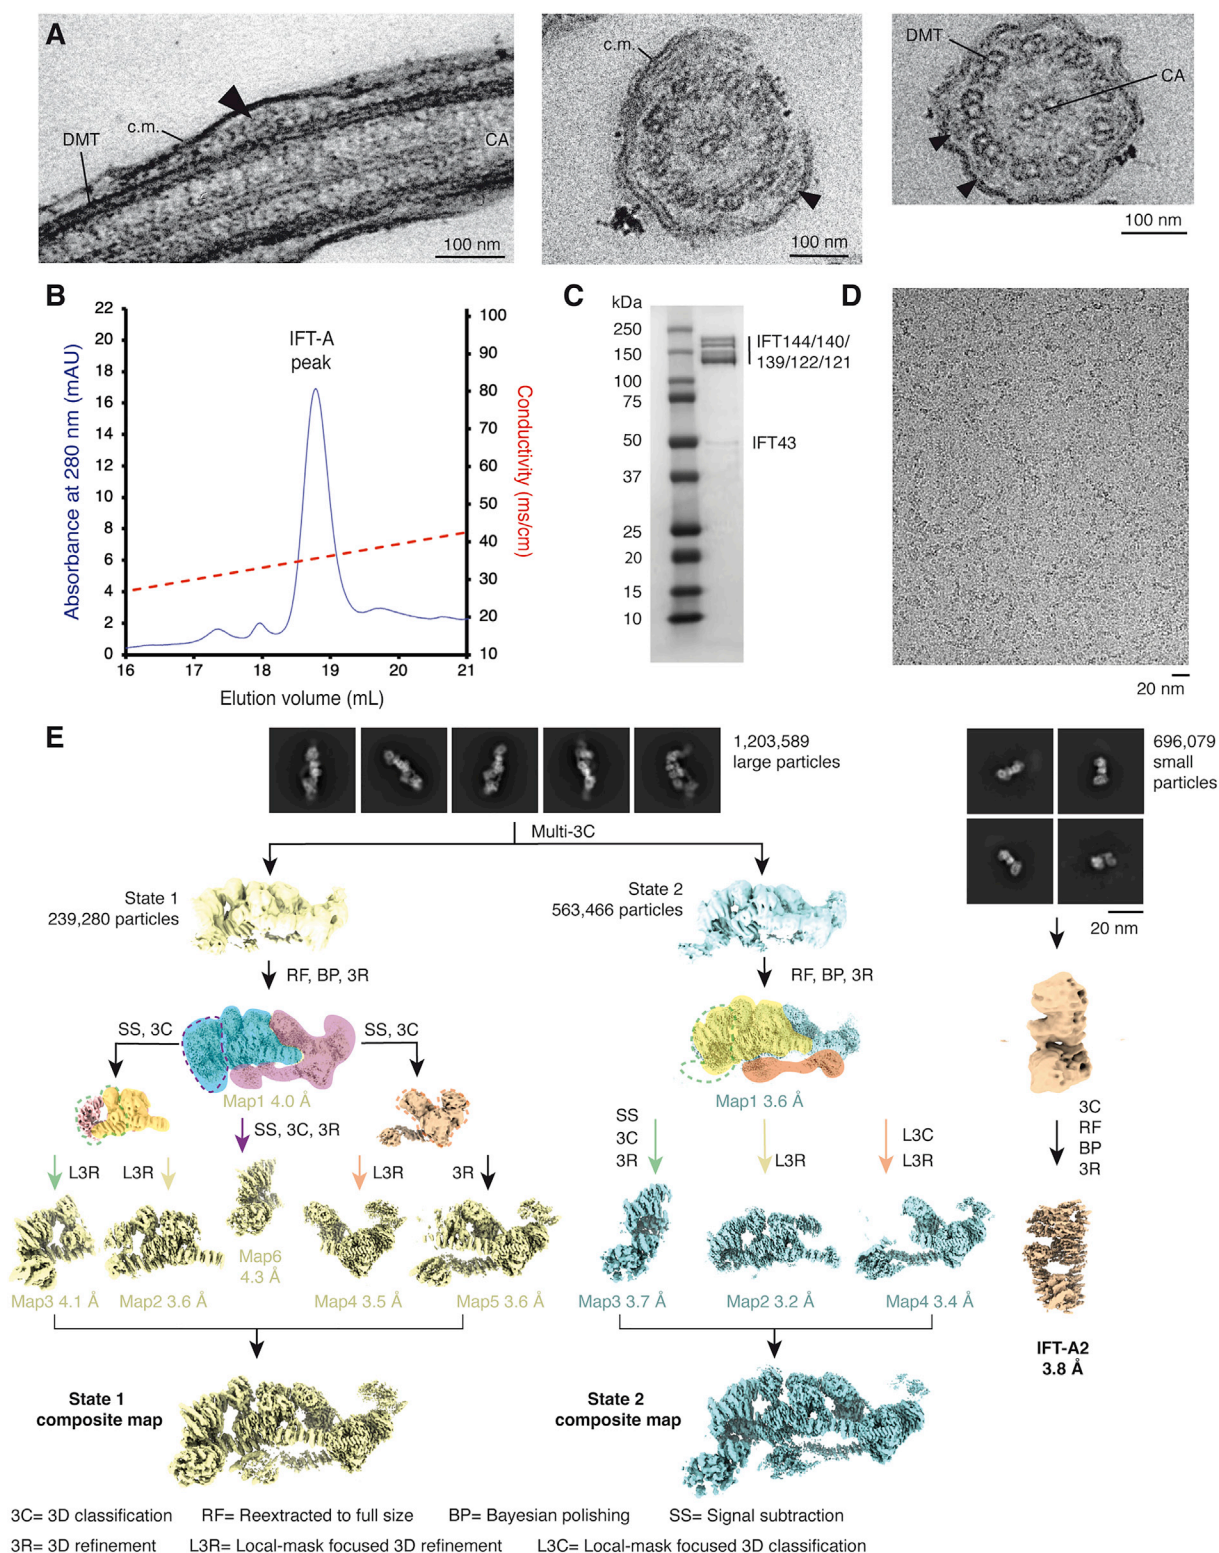 A
DMT
c.m.
CA
100 nm
c.m.
100 nm
DMT
CA
100 nm
B
Absorbance at 280 nm (mAU)
22
20
18
16
14
12
10
8
6
4
2
0
IFT-A
peak
100
90
80
70
60
50
40
30
20
10
Conductivity (ms/cm)
16 17 18 19 20 21
Elution volume (mL)
C
kDa
250
150
100
75
50
37
25
20
15
10
IFT144/140/
139/122/121
IFT43
D
20 nm
E
1,203,589
large particles
696,079
small
particles
20 nm
Multi-3C
State 1
239,280 particles
State 2
563,466 particles
RF, BP, 3R
RF, BP, 3R
SS, 3C
SS, 3C
Map1 4.0 Å
Map1 3.6 Å
SS, 3C, 3R
L3R
L3R
L3R
3R
SS
3C
3R
L3R
L3C
L3R
3C
RF
BP
3R
Map6
4.3 Å
Map3 4.1 Å
Map2 3.6 Å
Map4 3.5 Å
Map5 3.6 Å
Map3 3.7 Å
Map2 3.2 Å
Map4 3.4 Å
IFT-A2
3.8 Å
State 1
composite map
State 2
composite map
3C= 3D classification RF= Reextracted to full size BP= Bayesian polishing SS= Signal subtraction
3R= 3D refinement L3R= Local-mask focused 3D refinement L3C= Local-mask focused 3D classification